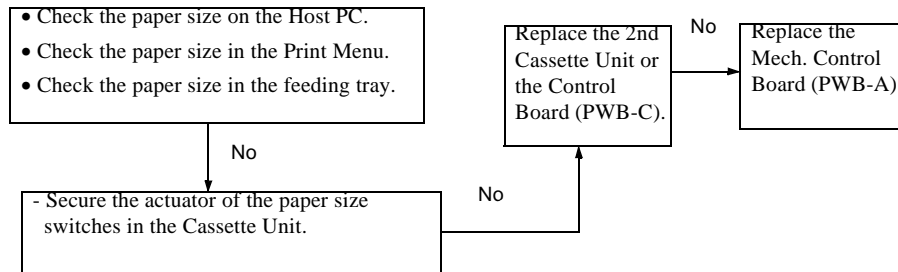 • Check the paper size on the Host PC.
• Check the paper size in the Print Menu.
• Check the paper size in the feeding tray.
No
- Secure the actuator of the paper size
switches in the Cassette Unit.
No
Replace the 2nd
Cassette Unit or
the Control
Board (PWB-C).
No
Replace the
Mech. Control
Board (PWB-A)